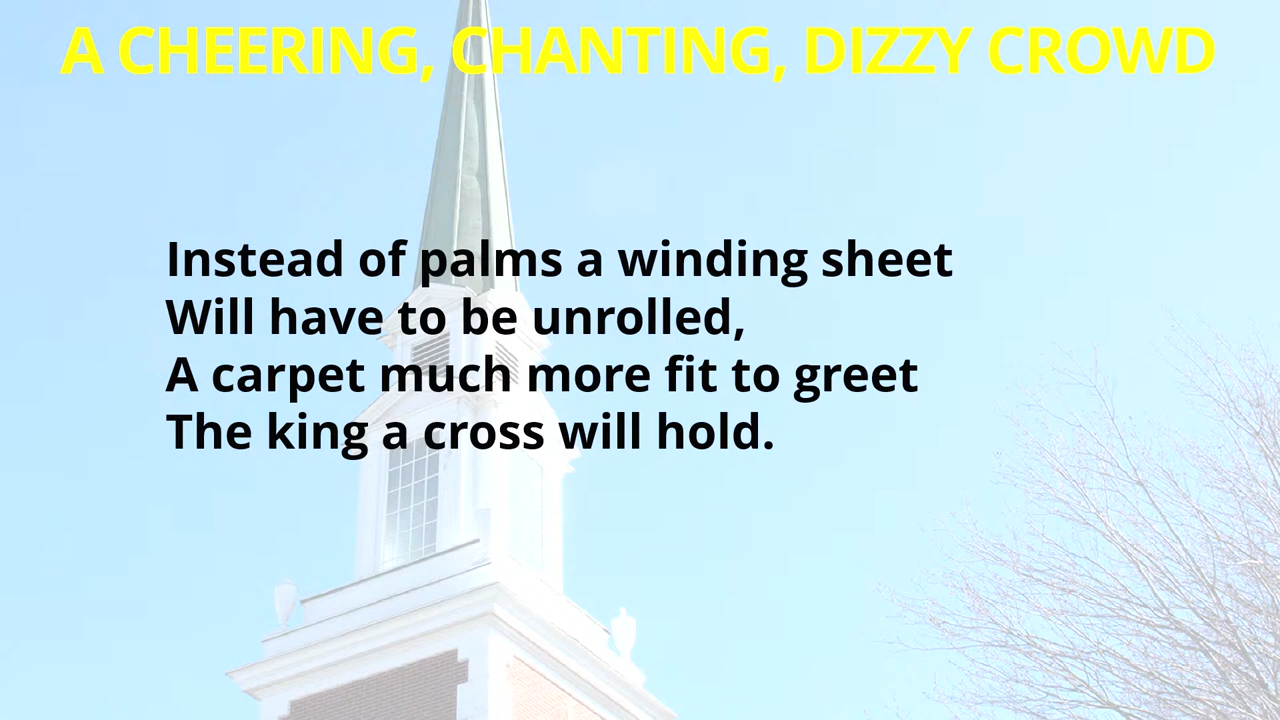 A CHEERING, CHANTING, DIZZY CROWD
Instead of palms a winding sheet
Will have to be unrolled,
A carpet much more fit to greet
The king a cross will hold.